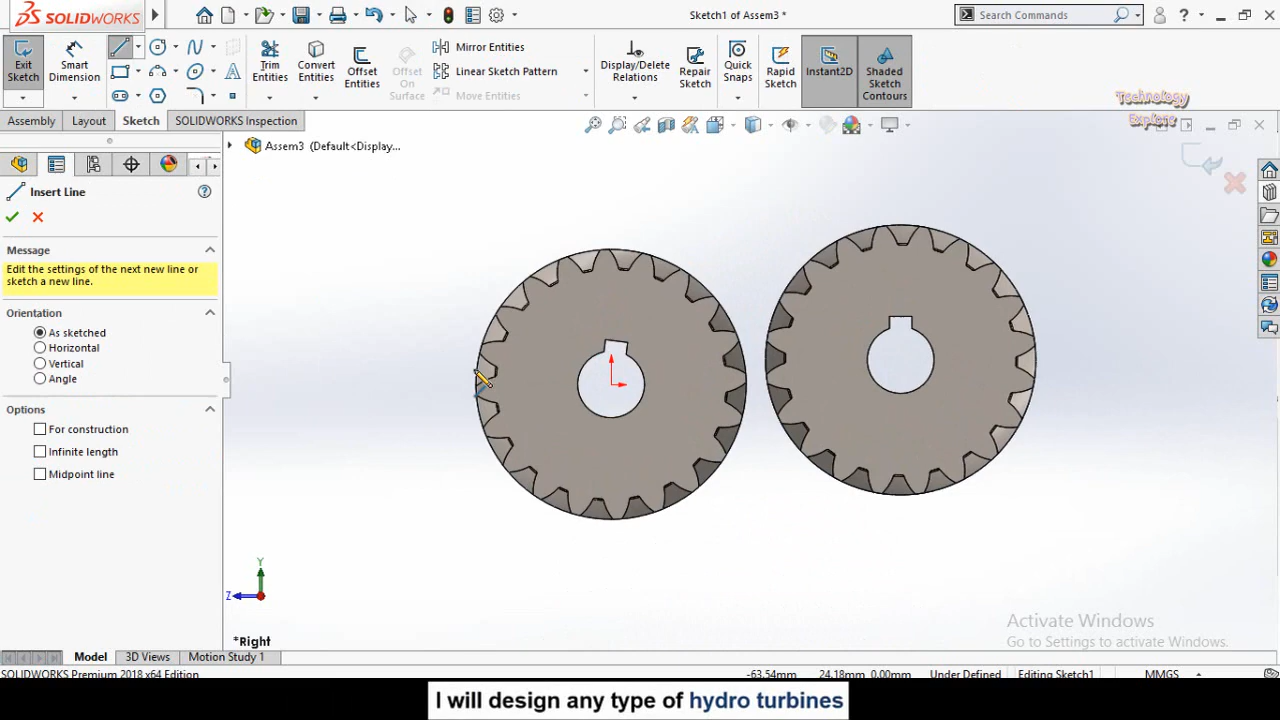 SOLIDWORKS
Sketch1 of Assem3 *
Search Commands
Exit Sketch
Smart Dimension
Trim Entities
Convert Entities
Offset Entities
Offset On Surface
Mirror Entities
Linear Sketch Pattern
Move Entities
Display/Delete Relations
Repair Sketch
Quick Snaps
Rapid Sketch
Instant2D
Shaded Sketch Contours
Technology Explore
Assembly
Layout
Sketch
SOLIDWORKS Inspection
Assem3 (Default<Display...
Insert Line
Message
Edit the settings of the next new line or
sketch a new line.
Orientation
As sketched
Horizontal
Vertical
Angle
Options
For construction
Infinite length
Midpoint line
Y
Z
*Right
Activate Windows
Go to Settings to activate Windows.
Model
3D Views
Motion Study 1
SOLIDWORKS Premium 2018 x64 Edition
-63.54mm
24.18mm
0.00mm
Under Defined
Editing Sketch1
MMGS
I will design any type of hydro turbines